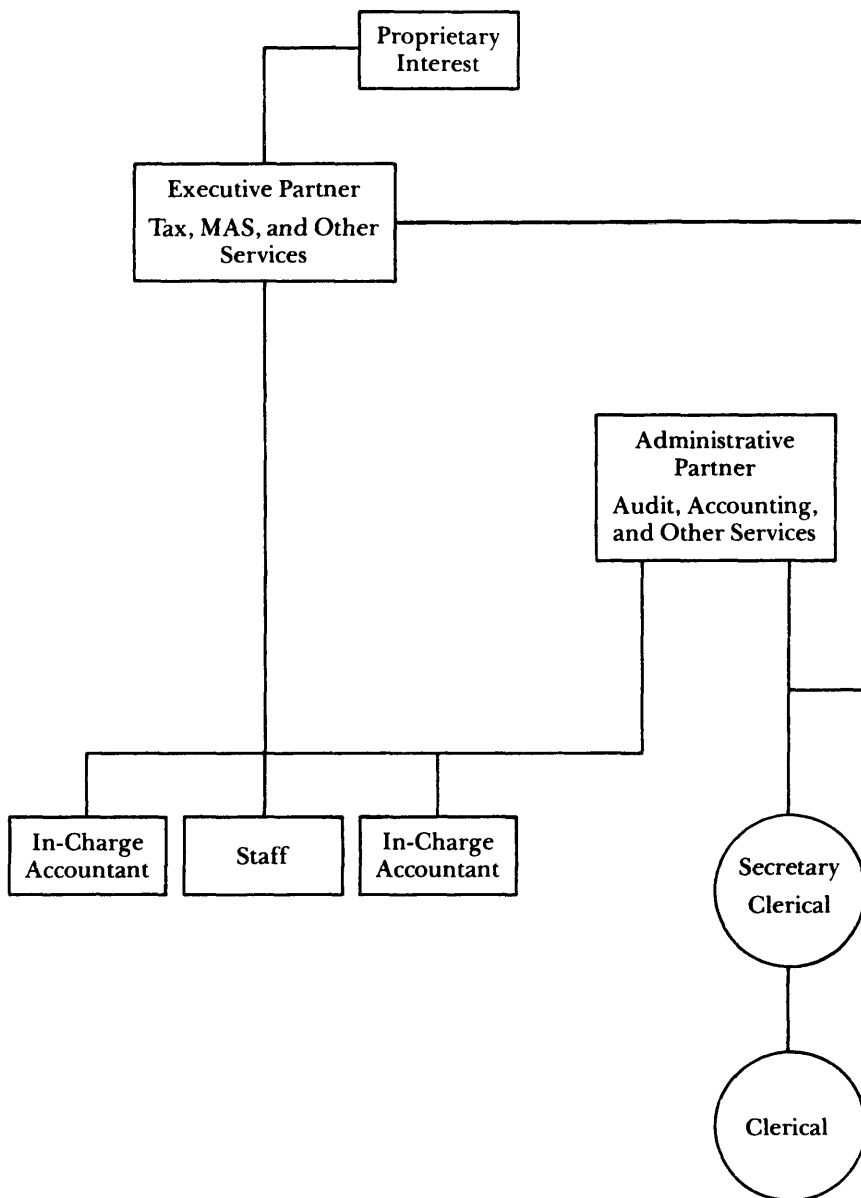 Proprietary
Interest
Executive Partner
Tax, MAS, and Other
Services
Administrative
Partner
Audit, Accounting,
and Other Services
In-Charge
Accountant
Staff
In-Charge
Accountant
Secretary
Clerical
Clerical